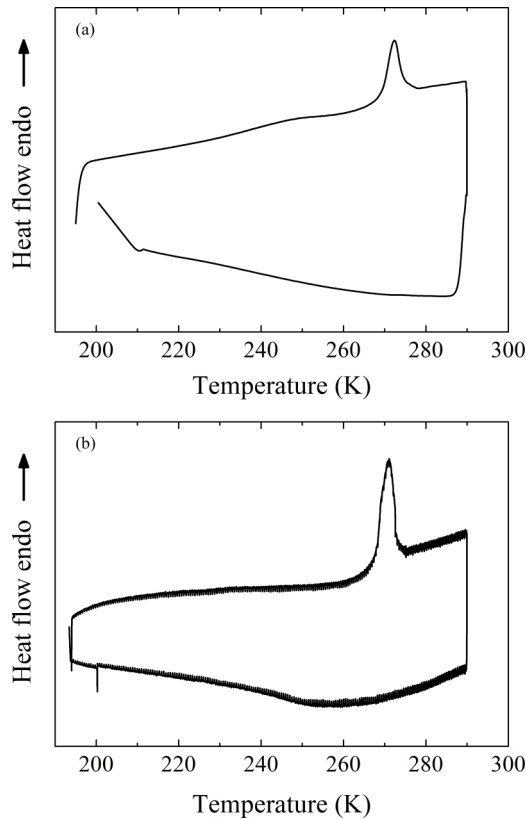 (a)
Heat flow endo
200 220 240 260 280 300
Temperature (K)
(b)
Heat flow endo
200 220 240 260 280 300
Temperature (K)